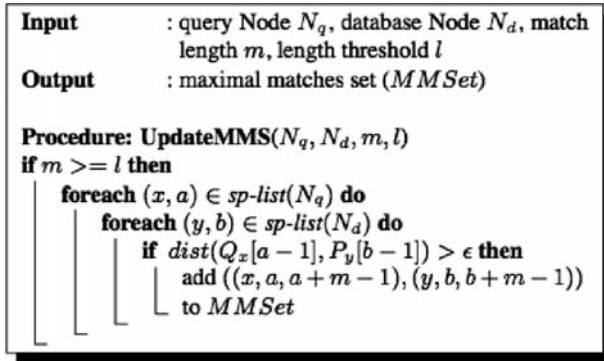 Input : query Node N_q, database Node N_d, match
length m, length threshold l
Output : maximal matches set (MMSet)
Procedure: UpdateMMS(N_q, N_d, m, l)
if m >= l then
foreach (x, a) ∈ sp-list(N_q) do
foreach (y, b) ∈ sp-list(N_d) do
if dist(Q_x[a − 1], P_y[b − 1]) > ϵ then
add ((x, a, a + m − 1), (y, b, b + m − 1))
to MMSet